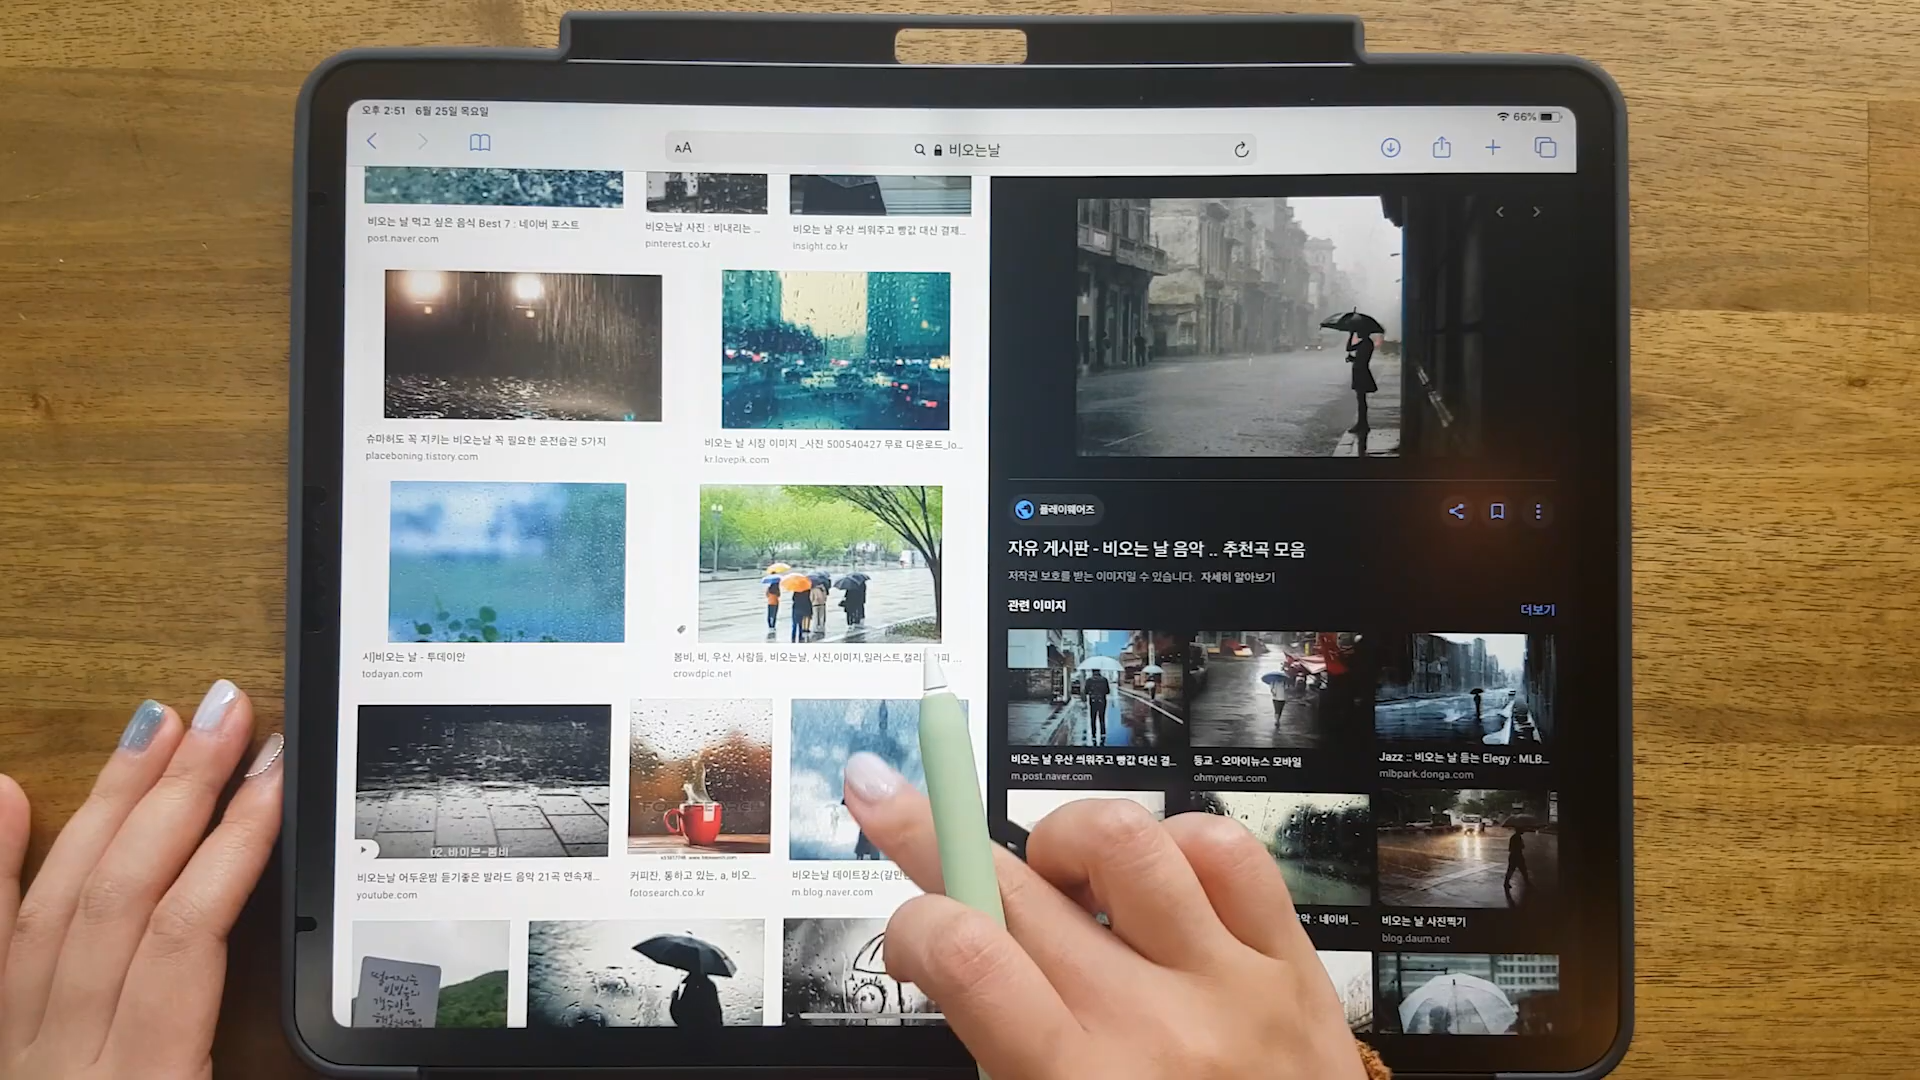 오후 2:51 6월 25일 목요일
66%
AA
비오는날
비오는 날 먹고 싶은 음식 Best 7 : 네이버 포스트
post.naver.com
비오는날 사진 : 비내리는 ...
pinterest.co.kr
비오는 날 우산 씌워주고 빵값 대신 결제...
insight.co.kr
슈마허도 꼭 지키는 비오는날 꼭 필요한 운전습관 5가지
placeboning.tistory.com
비오는 날 시징 이미지 _사진 500540427 무료 다운로드_lo...
kr.lovepik.com
시]비오는 날 - 투데이안
todayan.com
봄비, 비, 우산, 사람들, 비오는날, 사진,이미지,일러스트,캘리
crowdpic.net
02.바이브-봄비
비오는날 어두운밤 듣기좋은 발라드 음악 21곡 연속재...
youtube.com
커피잔, 통하고 있는, a, 비오...
fotosearch.co.kr
비오는날 데이트장소
m.blog.naver.com
플레이웨어즈
자유 게시판 - 비오는 날 음악 .. 추천곡 모음
저작권 보호를 받는 이미지일 수 있습니다. 자세히 알아보기
관련 이미지
더보기
비오는 날 우산 씌워주고 빵값 대신 결...
m.post.naver.com
등교 - 오마이뉴스 모바일
ohmynews.com
Jazz :: 비오는 날 듣는 Elegy : MLB...
mlbpark.donga.com
악 : 네이버 ...
비오는 날 사진찍기
blog.daum.net